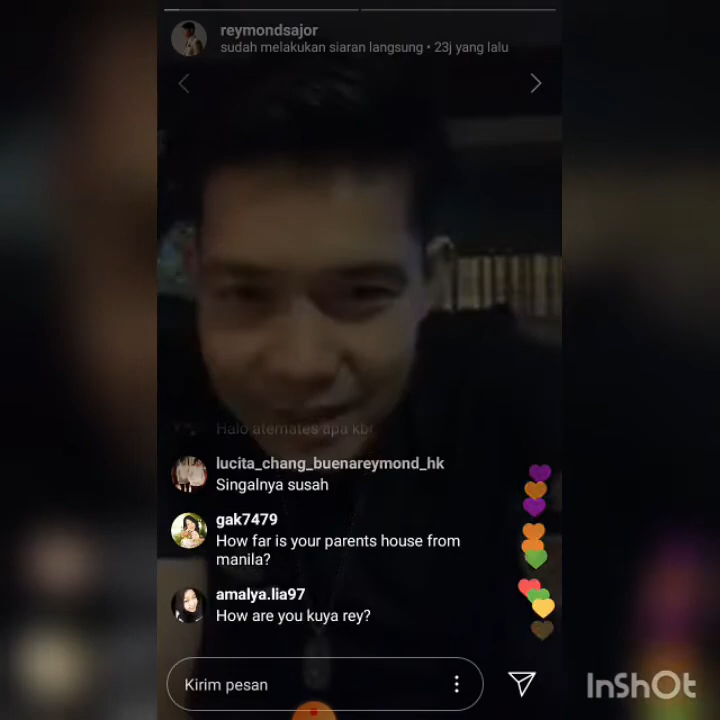 reymondsajor
sudah melakukan siaran langsung • 23j yang lalu
Halo atemates apa kbr
lucita_chang_buenareymond_hk
Singalnya susah
gak7479
How far is your parents house from
manila?
amalya.lia97
How are you kuya rey?
Kirim pesan
InShOt